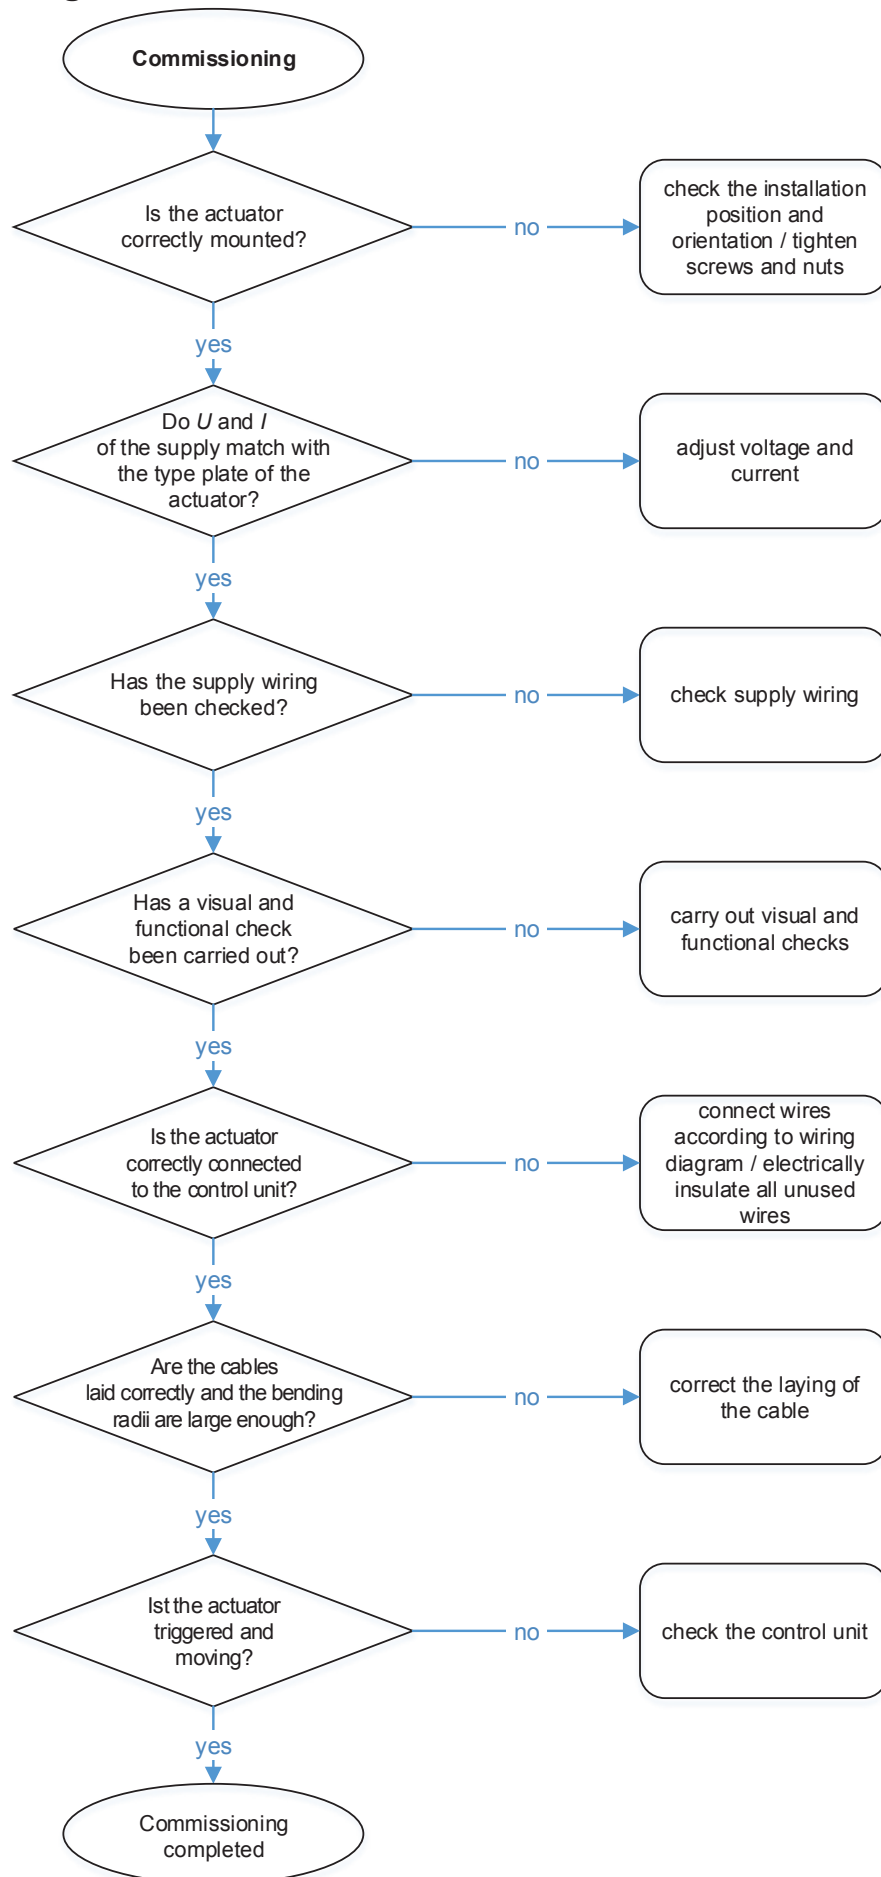 Commissioning
Is the actuator
correctly mounted?
no
check the installation
position and
orientation / tighten
screws and nuts
yes
Do U and I
of the supply match with
the type plate of the
actuator?
no
adjust voltage and
current
yes
Has the supply wiring
been checked?
no
check supply wiring
yes
Has a visual and
functional check
been carried out?
no
carry out visual and
functional checks
yes
Is the actuator
correctly connected
to the control unit?
no
connect wires
according to wiring
diagram / electrically
insulate all unused
wires
yes
Are the cables
laid correctly and the bending
radii are large enough?
no
correct the laying of
the cable
yes
Ist the actuator
triggered and
moving?
no
check the control unit
yes
Commissioning
completed